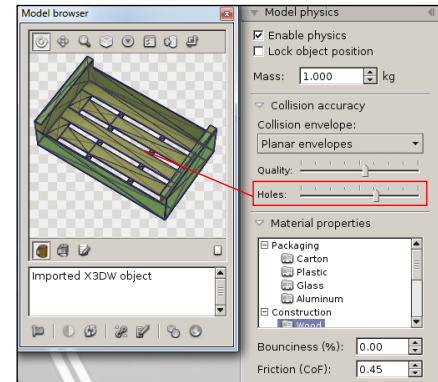 Model browser
Imported X3DW object
Model physics
Enable physics
Lock object position
Mass: 1.000 kg
Collision accuracy
Collision envelope:
Planar envelopes
Quality:
Holes:
Material properties
Packaging
Carton
Plastic
Glass
Aluminum
Construction
Wood
Bounciness (%): 0.00
Friction (CoF): 0.45